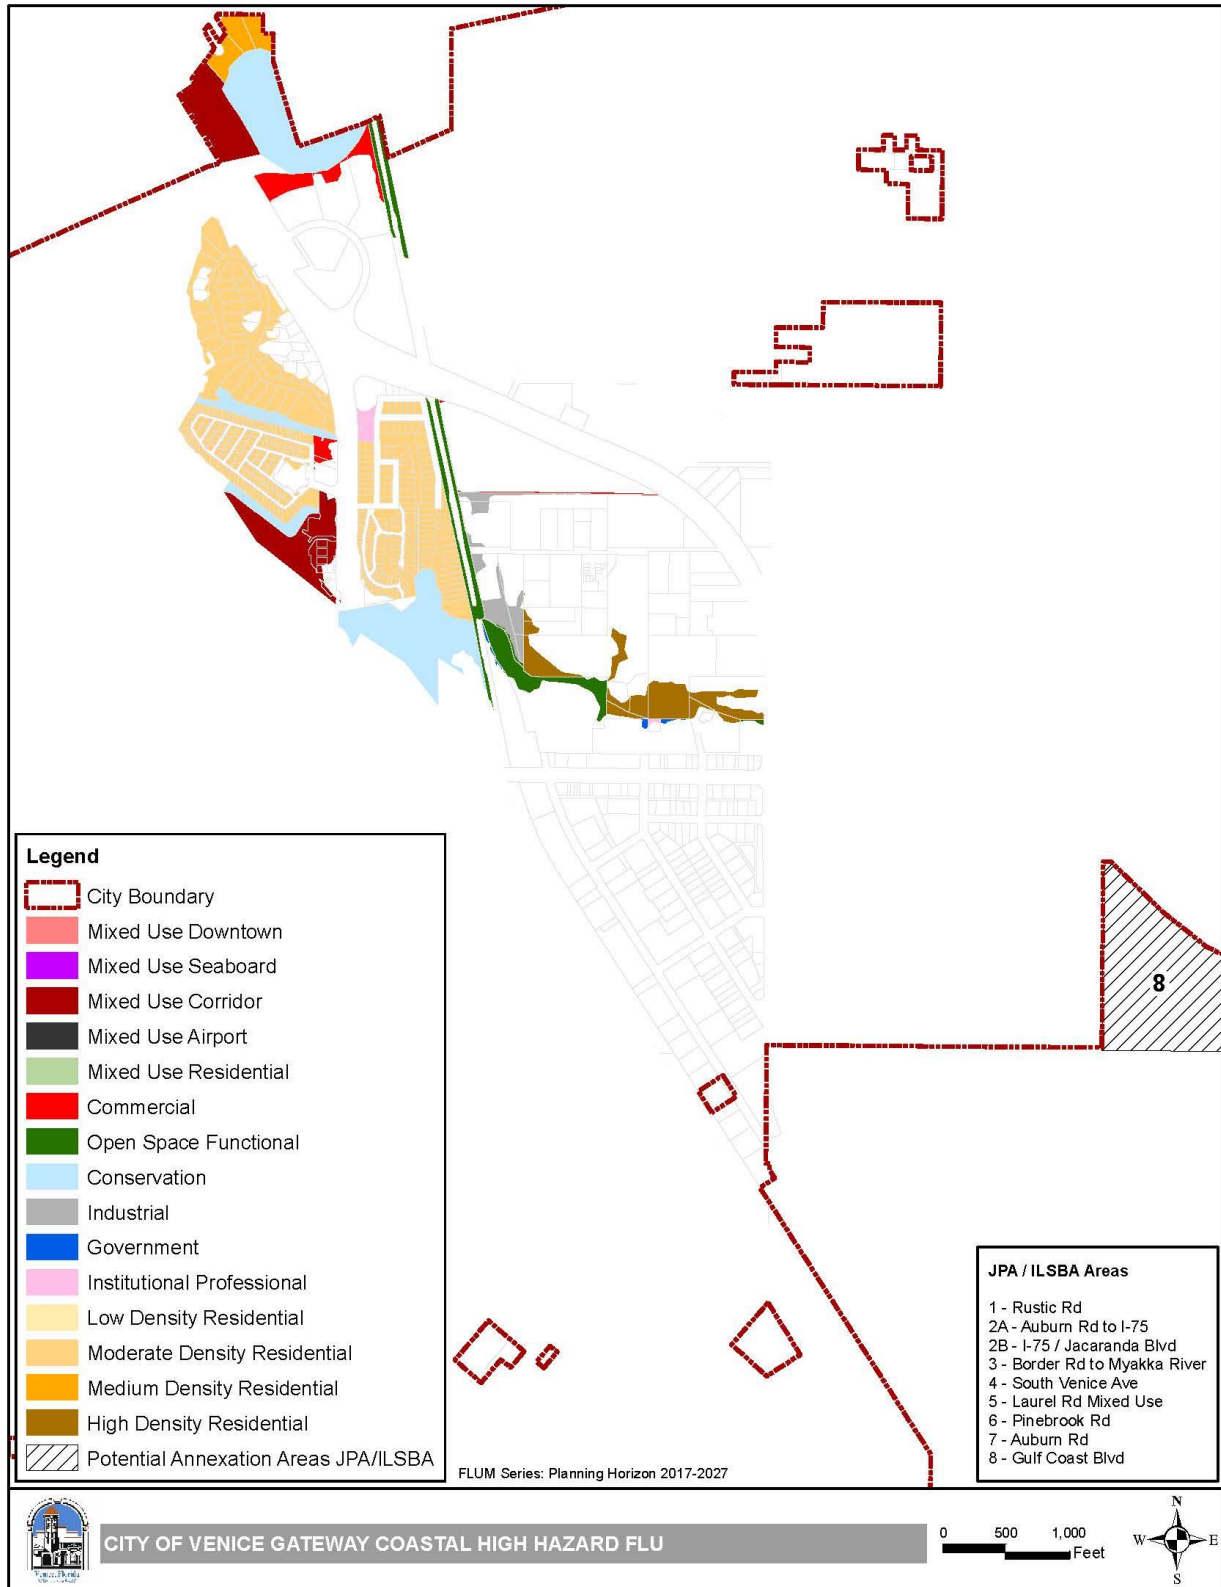 8
Legend
City Boundary
Mixed Use Downtown
Mixed Use Seaboard
Mixed Use Corridor
Mixed Use Airport
Mixed Use Residential
Commercial
Open Space Functional
Conservation
Industrial
Government
Institutional Professional
Low Density Residential
Moderate Density Residential
Medium Density Residential
High Density Residential
Potential Annexation Areas JPA/ILSBA
FLUM Series: Planning Horizon 2017-2027
JPA / ILSBA Areas
1 - Rustic Rd
2A - Auburn Rd to I-75
2B - I-75 / Jacaranda Blvd
3 - Border Rd to Myakka River
4 - South Venice Ave
5 - Laurel Rd Mixed Use
6 - Pinebrook Rd
7 - Auburn Rd
8 - Gulf Coast Blvd
Venice, Florida
CITY OF VENICE GATEWAY COASTAL HIGH HAZARD FLU
0 500 1,000
Feet
N
W E
S